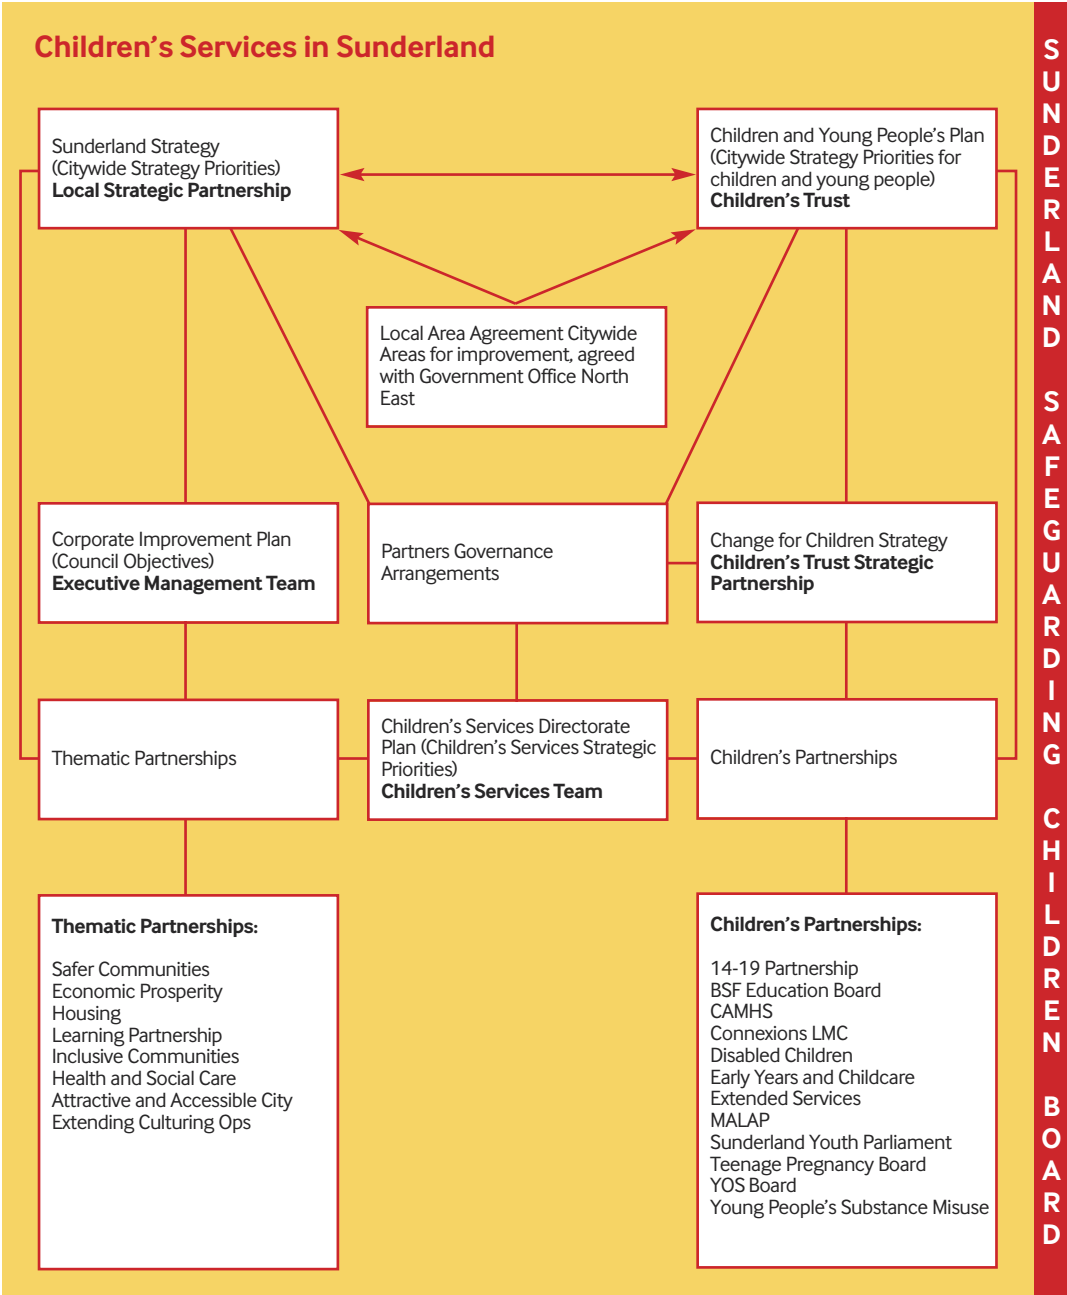 Children’s Services in Sunderland
Sunderland Strategy
(Citywide Strategy Priorities)
Local Strategic Partnership
Children and Young People’s Plan
(Citywide Strategy Priorities for
children and young people)
Children’s Trust
Local Area Agreement Citywide
Areas for improvement, agreed
with Government Office North
East
Corporate Improvement Plan
(Council Objectives)
Executive Management Team
Partners Governance
Arrangements
Change for Children Strategy
Children’s Trust Strategic
Partnership
Thematic Partnerships
Children’s Services Directorate
Plan (Children’s Services Strategic
Priorities)
Children’s Services Team
Children’s Partnerships
Thematic Partnerships:
Safer Communities
Economic Prosperity
Housing
Learning Partnership
Inclusive Communities
Health and Social Care
Attractive and Accessible City
Extending Culturing Ops
Children’s Partnerships:
14-19 Partnership
BSF Education Board
CAMHS
Connexions LMC
Disabled Children
Early Years and Childcare
Extended Services
MALAP
Sunderland Youth Parliament
Teenage Pregnancy Board
YOS Board
Young People’s Substance Misuse
SUNDERLAND SAFEGUARDING CHILDREN BOARD